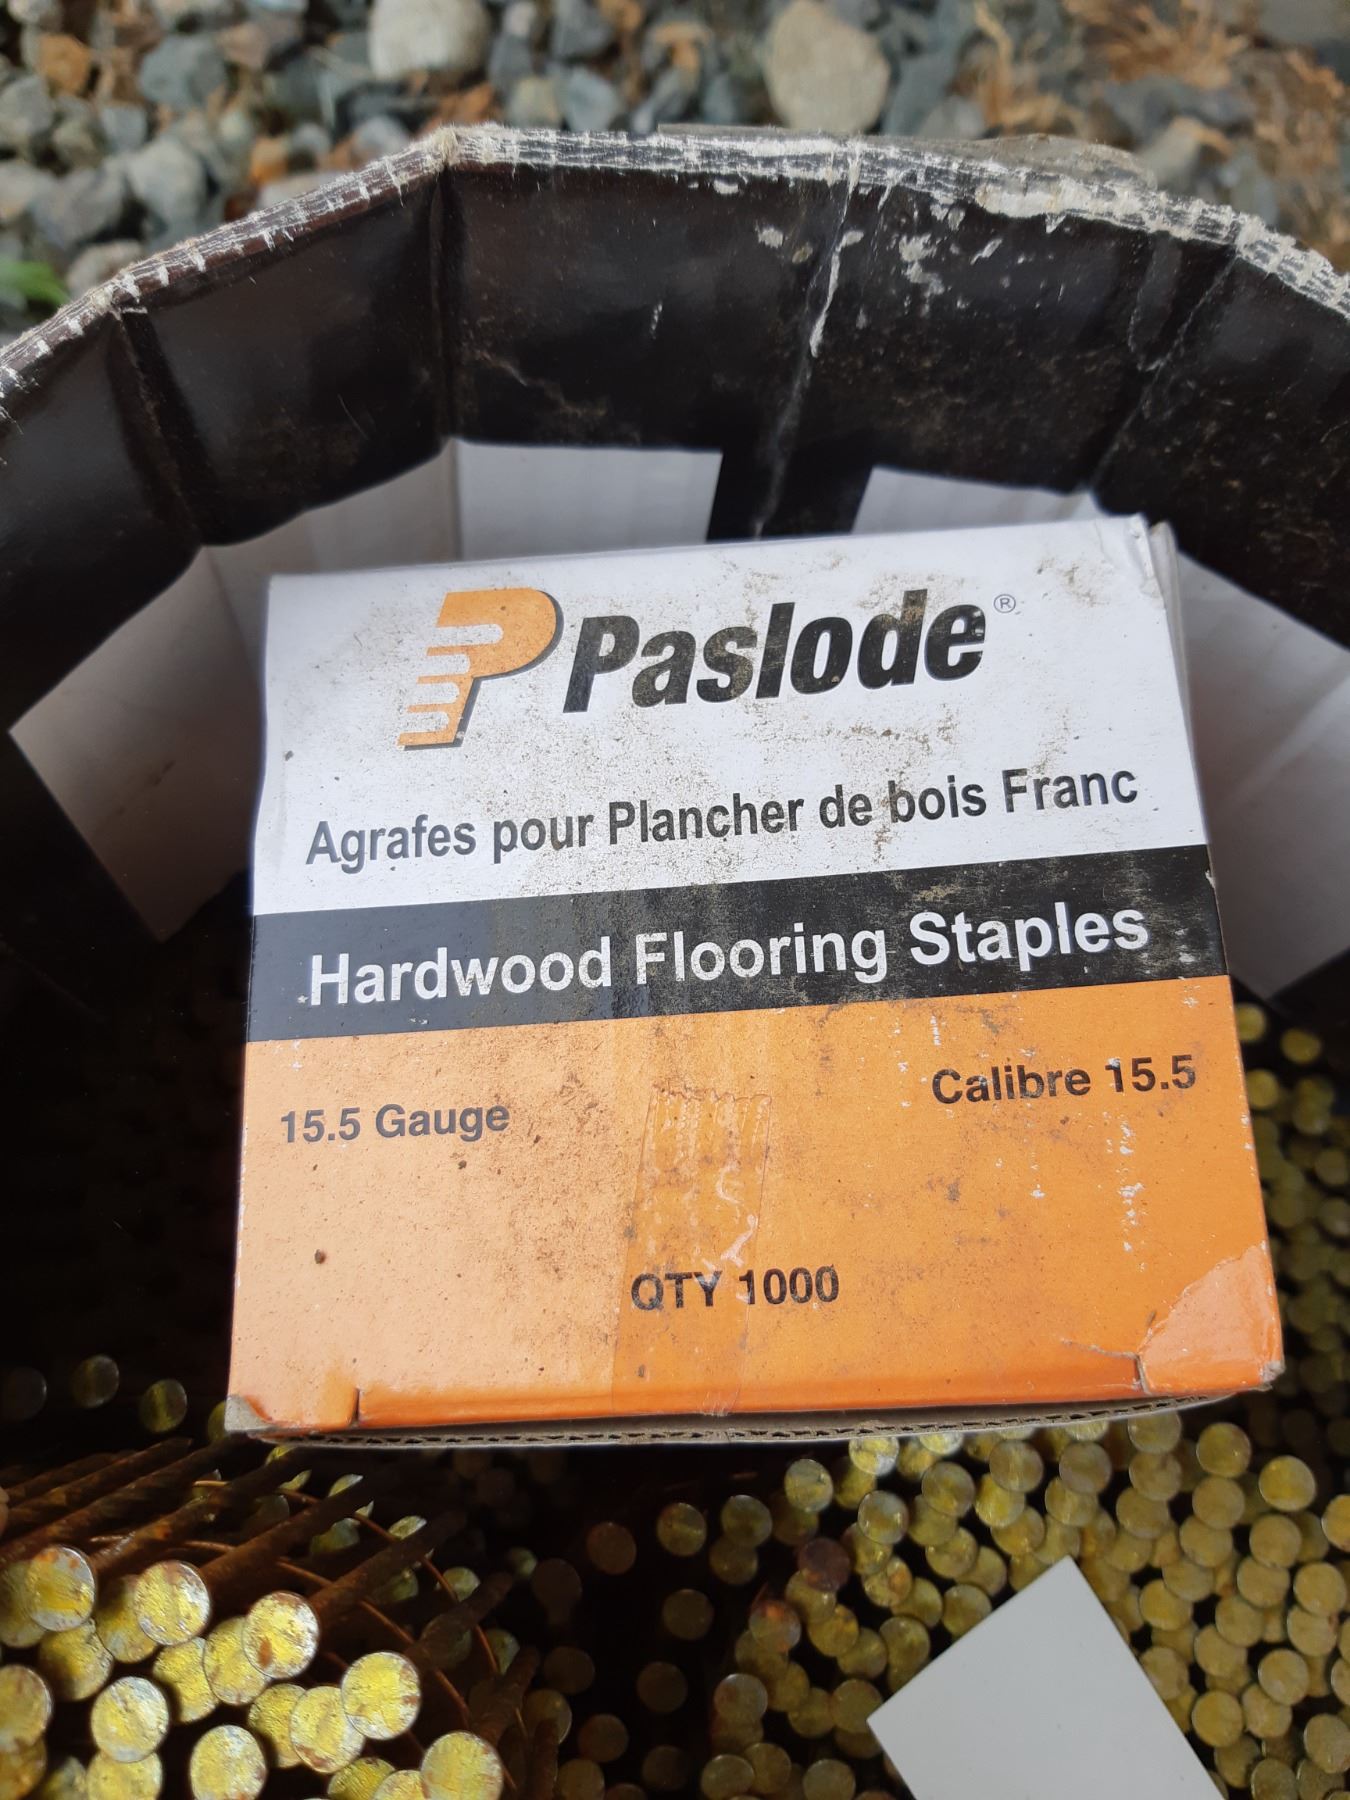 Paslode®
Agrafes pour Plancher de bois Franc
Hardwood Flooring Staples
15.5 Gauge
Calibre 15.5
QTY 1000